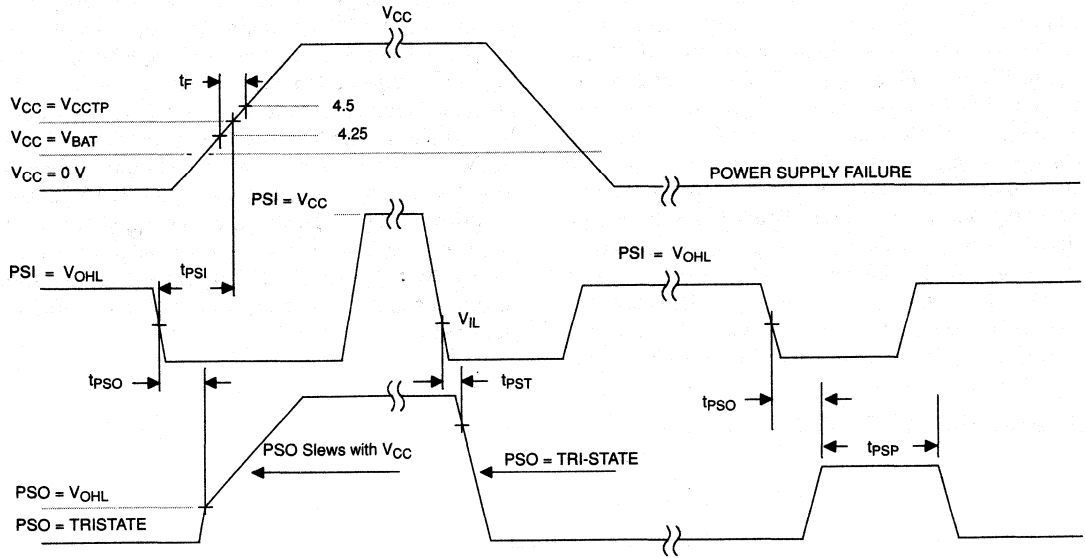 VCC
tF
VCC = VCCTP
4.5
VCC = VBAT
4.25
VCC = 0 V
POWER SUPPLY FAILURE
PSI = VCC
PSI = VOHL
tPSI
PSI = VOHL
VIL
tPSO
tPST
tPSO
PSO Slews with VCC
PSO = TRI-STATE
tPSP
PSO = VOHL
PSO = TRISTATE